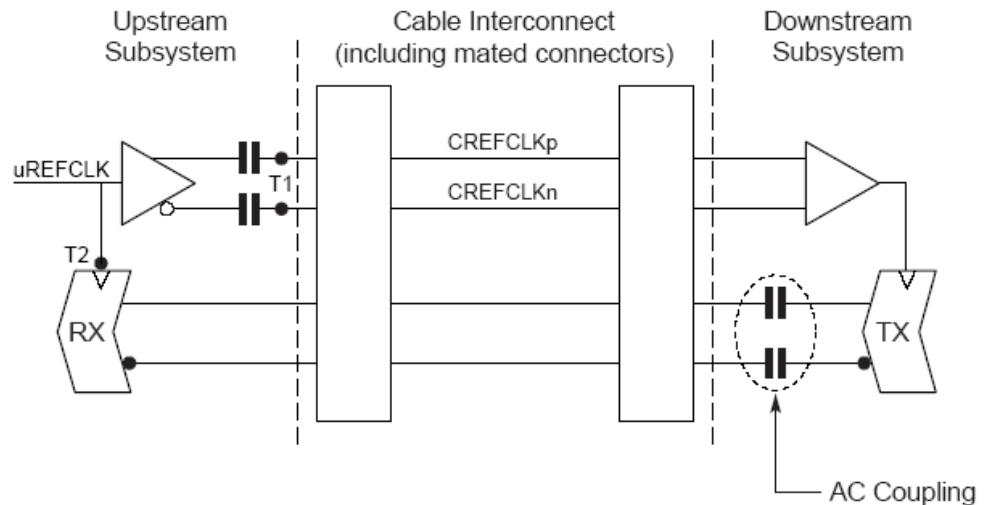 Upstream
Subsystem
Cable Interconnect
(including mated connectors)
Downstream
Subsystem
uREFCLK
T1
CREFCLKp
CREFCLKn
T2
RX
TX
AC Coupling